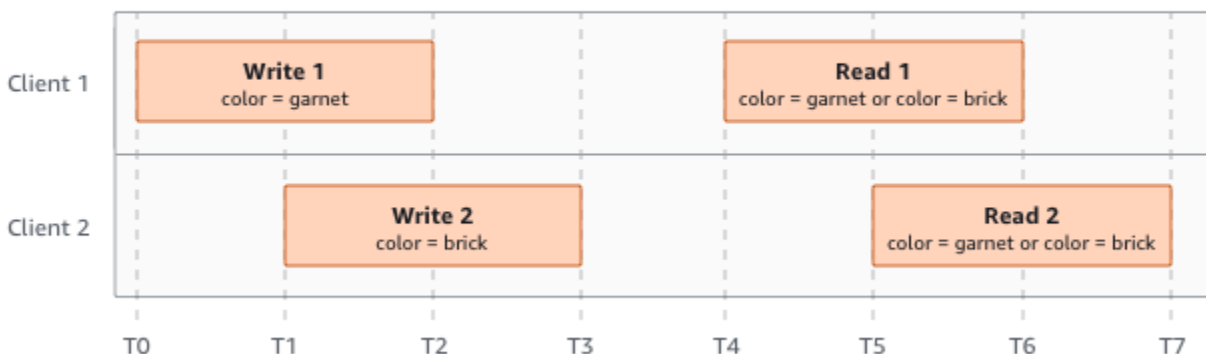 Client 1
Write 1
color = garnet
Read 1
color = garnet or color = brick
Client 2
Write 2
color = brick
Read 2
color = garnet or color = brick
T0 T1 T2 T3 T4 T5 T6 T7